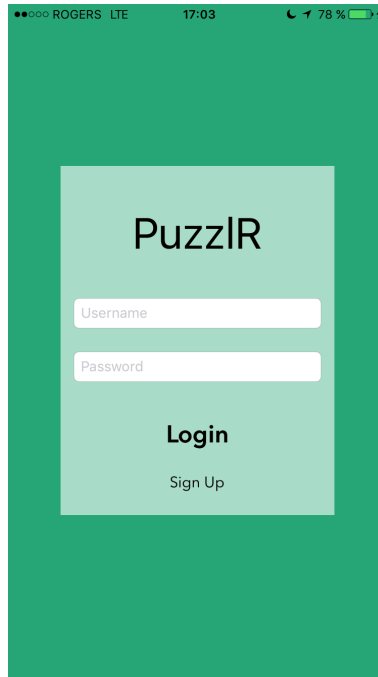 ROGERS LTE 17:03 78 %
PuzzlR
Username
Password
Login
Sign Up